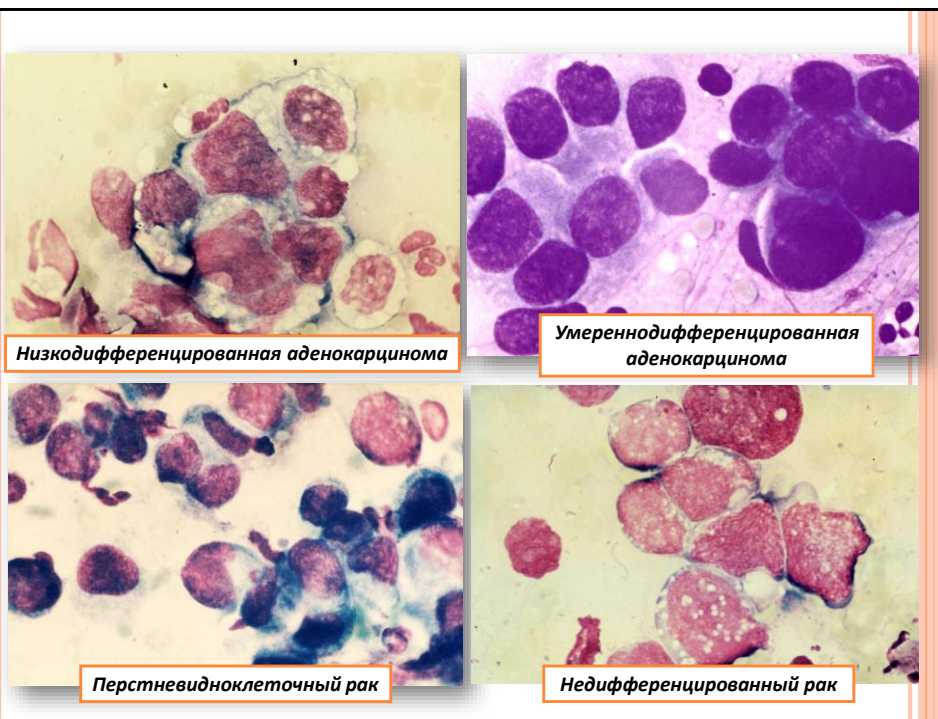 Низкодифференцированная аденокарцинома
Умереннодифференцированная
аденокарцинома
Перстневидноклеточный рак
Недифференцированный рак